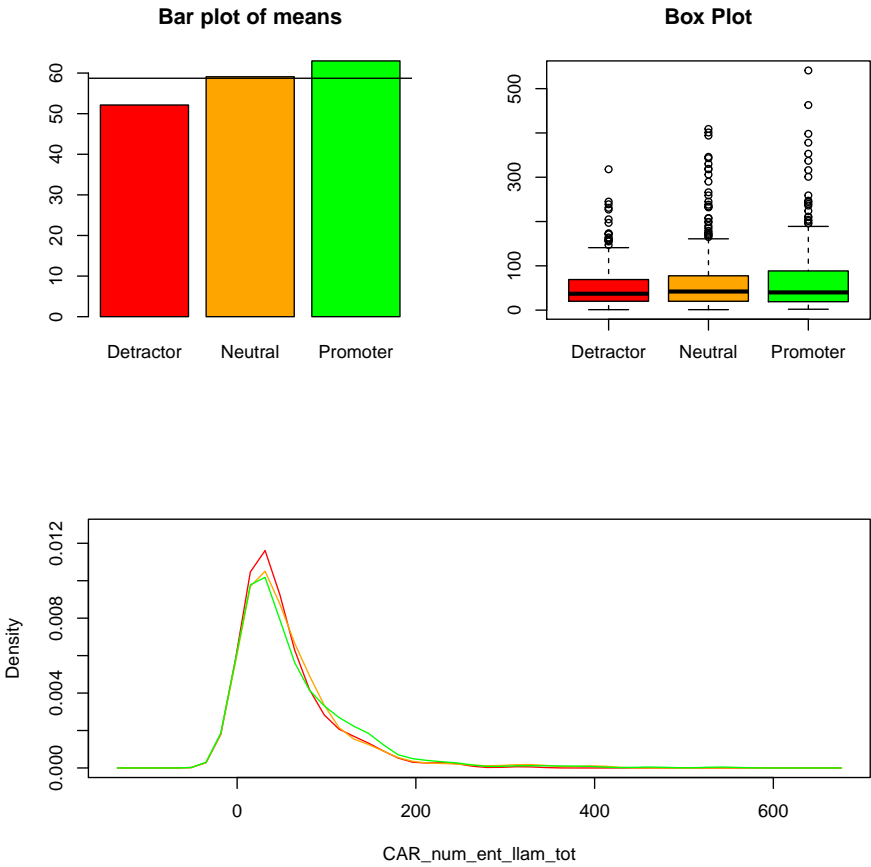 Bar plot of means
60
50
40
30
20
10
0
Detractor Neutral Promoter
Box Plot
500
300
100
0
Detractor Neutral Promoter
0.012
0.008
0.004
0.000
Density
0 200 400 600
CAR_num_ent_llam_tot